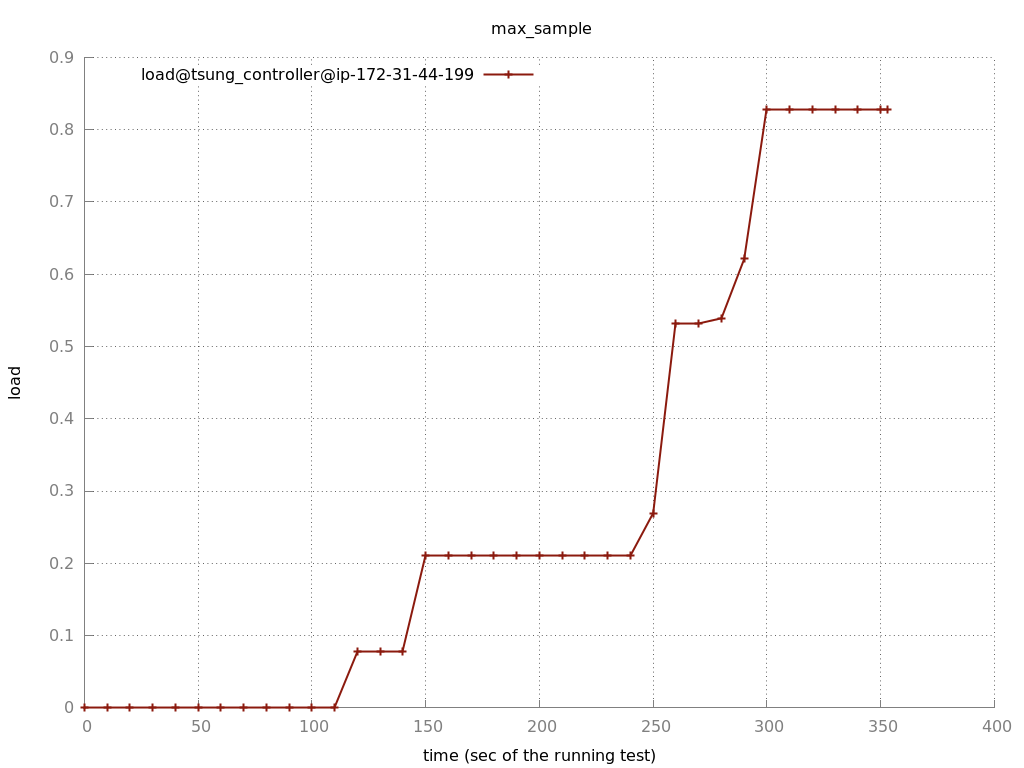 max_sample
load@tsung_controller@ip-172-31-44-199
0.9
0.8
0.7
0.6
0.5
0.4
0.3
0.2
0.1
0
load
0 50 100 150 200 250 300 350 400
time (sec of the running test)